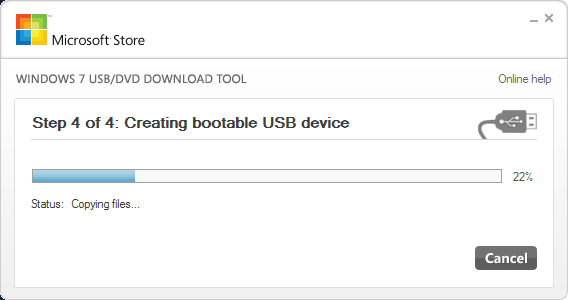 Microsoft Store
WINDOWS 7 USB/DVD DOWNLOAD TOOL
Online help
Step 4 of 4: Creating bootable USB device
22%
Status: Copying files...
Cancel